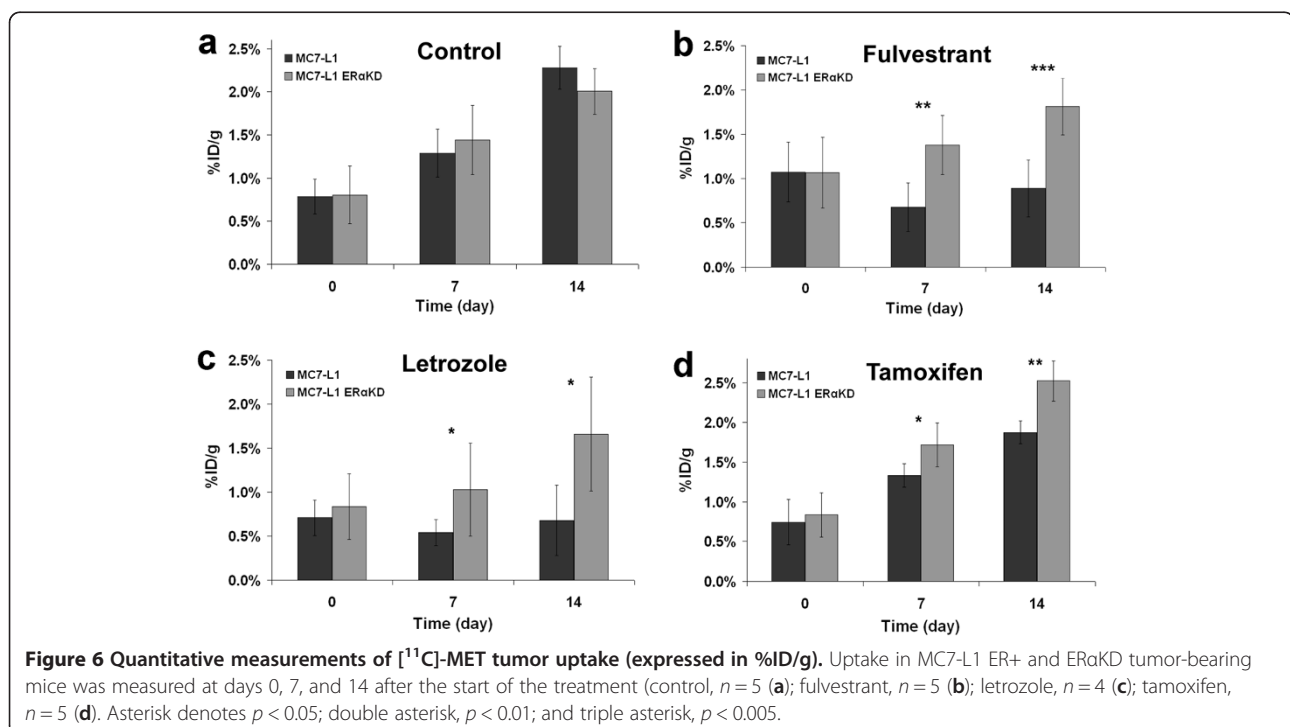 a
Control
MC7-L1
MC7-L1 ERαKD
2.5%
2.0%
1.5%
1.0%
0.5%
0.0%
%ID/g
0
7
14
Time (day)
b
Fulvestrant
MC7-L1
MC7-L1 ERαKD
2.5%
2.0%
1.5%
1.0%
0.5%
0.0%
%ID/g
**
***
0
7
14
Time (day)
c
Letrozole
MC7-L1
MC7-L1 ERαKD
2.5%
2.0%
1.5%
1.0%
0.5%
0.0%
%ID/g
*
*
0
7
14
Time (day)
d
Tamoxifen
MC7-L1
MC7-L1 ERαKD
2.5%
2.0%
1.5%
1.0%
0.5%
0.0%
%ID/g
*
**
0
7
14
Time (day)
Figure 6 Quantitative measurements of [¹¹C]-MET tumor uptake (expressed in %ID/g). Uptake in MC7-L1 ER+ and ERαKD tumor-bearing
mice was measured at days 0, 7, and 14 after the start of the treatment (control, n = 5 (a); fulvestrant, n = 5 (b); letrozole, n = 4 (c); tamoxifen,
n = 5 (d). Asterisk denotes p < 0.05; double asterisk, p < 0.01; and triple asterisk, p < 0.005.